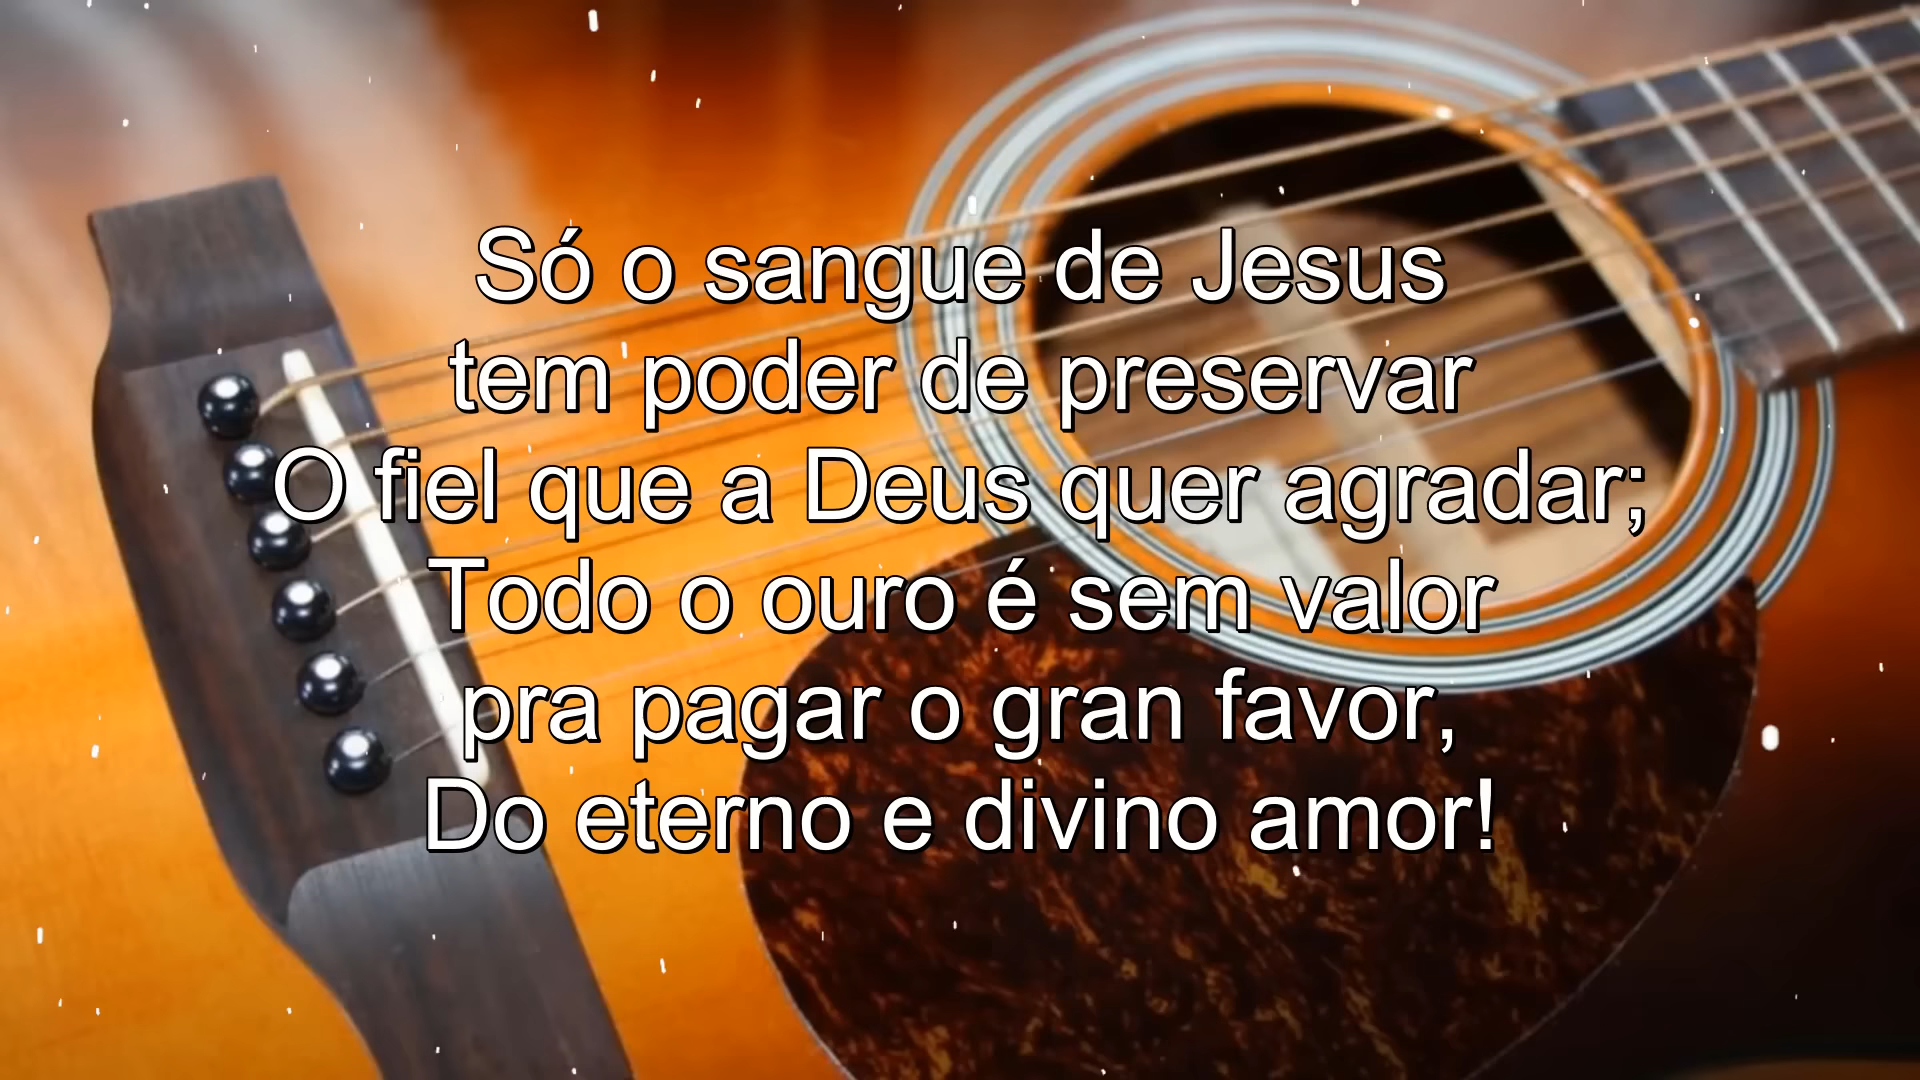 Só o sangue de Jesus
tem poder de preservar
O fiel que a Deus quer agradar;
Todo o ouro é sem valor
pra pagar o gran favor,
Do eterno e divino amor!